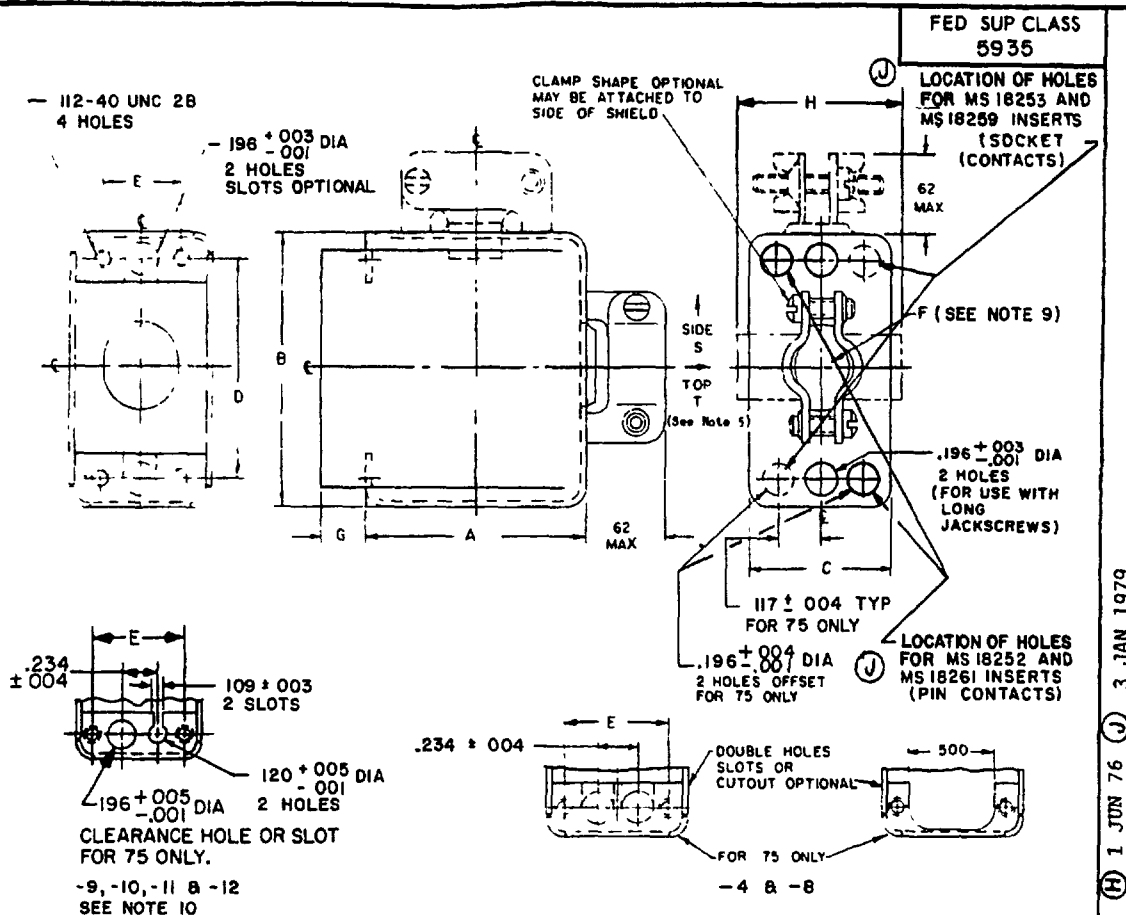 FED SUP CLASS
5935
112-40 UNC 2B
4 HOLES
196 +003 -001 DIA
2 HOLES
SLOTS OPTIONAL
CLAMP SHAPE OPTIONAL
MAY BE ATTACHED TO
SIDE OF SHIELD
J
LOCATION OF HOLES
FOR MS 18253 AND
MS 18259 INSERTS
(SOCKET
(CONTACTS)
H
62
MAX
E
B
D
SIDE
S
TOP
T
(See Note 5)
F (SEE NOTE 9)
.196 +.003 -.001 DIA
2 HOLES
(FOR USE WITH
LONG
JACKSCREWS)
G
A
62
MAX
C
117 ± 004 TYP
FOR 75 ONLY
.196 +.004 -.001 DIA
2 HOLES OFFSET
FOR 75 ONLY
J
LOCATION OF HOLES
FOR MS 18252 AND
MS 18261 INSERTS
(PIN CONTACTS)
E
.234
± 004
109 ± 003
2 SLOTS
120 +005 -001 DIA
2 HOLES
196 +005 -.001 DIA
CLEARANCE HOLE OR SLOT
FOR 75 ONLY.
-9, -10, -11 & -12
SEE NOTE 10
E
.234 ± 004
DOUBLE HOLES
SLOTS OR
CUTOUT OPTIONAL
500
FOR 75 ONLY
-4 & -8
H 1 JUN 76 J 3 JAN 1979